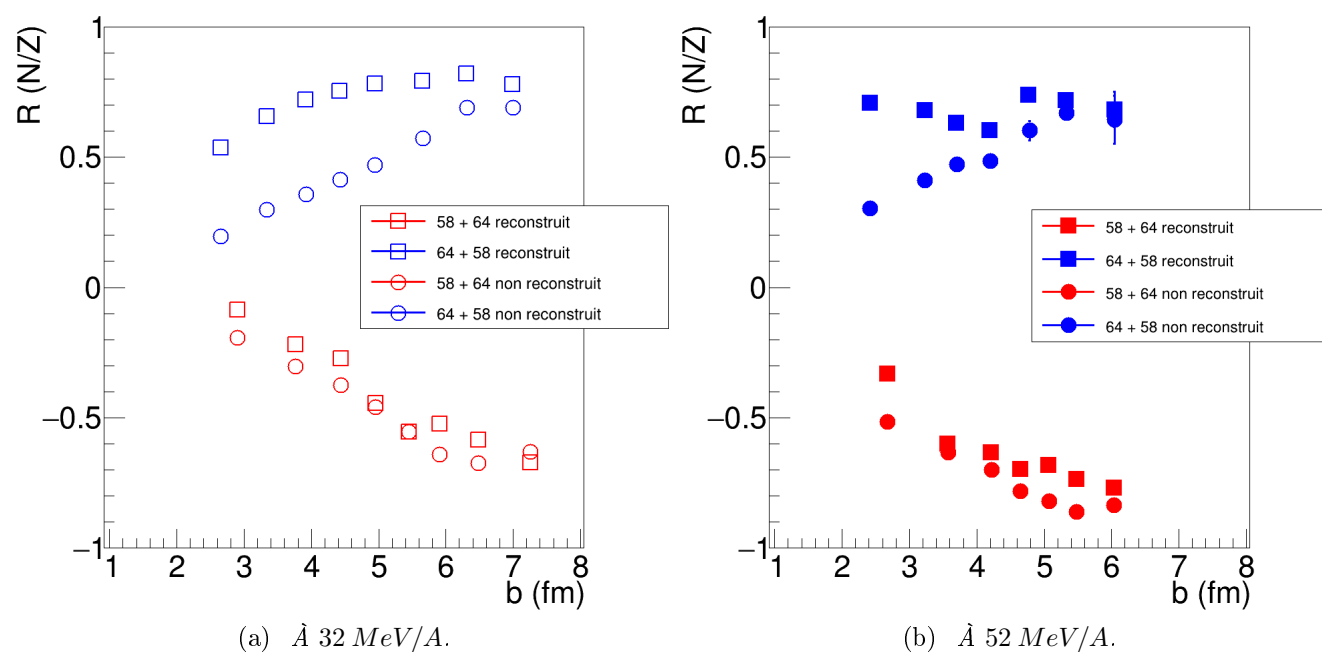 R (N/Z)
1
0.5
0
−0.5
−1
1 2 3 4 5 6 7 8
b (fm)
58 + 64 reconstruit
64 + 58 reconstruit
58 + 64 non reconstruit
64 + 58 non reconstruit
(a) À 32 MeV/A.
R (N/Z)
1
0.5
0
−0.5
−1
1 2 3 4 5 6 7 8
b (fm)
58 + 64 reconstruit
64 + 58 reconstruit
58 + 64 non reconstruit
64 + 58 non reconstruit
(b) À 52 MeV/A.